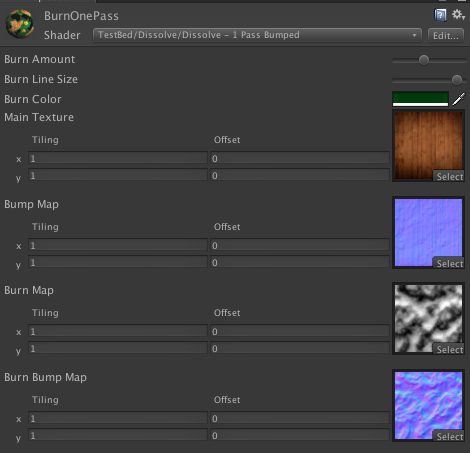 BurnOnePass
Shader TestBed/Dissolve/Dissolve - 1 Pass Bumped Edit...
Burn Amount
Burn Line Size
Burn Color
Main Texture
Tiling Offset
x 1 0
y 1 0
Select
Bump Map
Tiling Offset
x 1 0
y 1 0
Select
Burn Map
Tiling Offset
x 1 0
y 1 0
Select
Burn Bump Map
Tiling Offset
x 1 0
y 1 0
Select